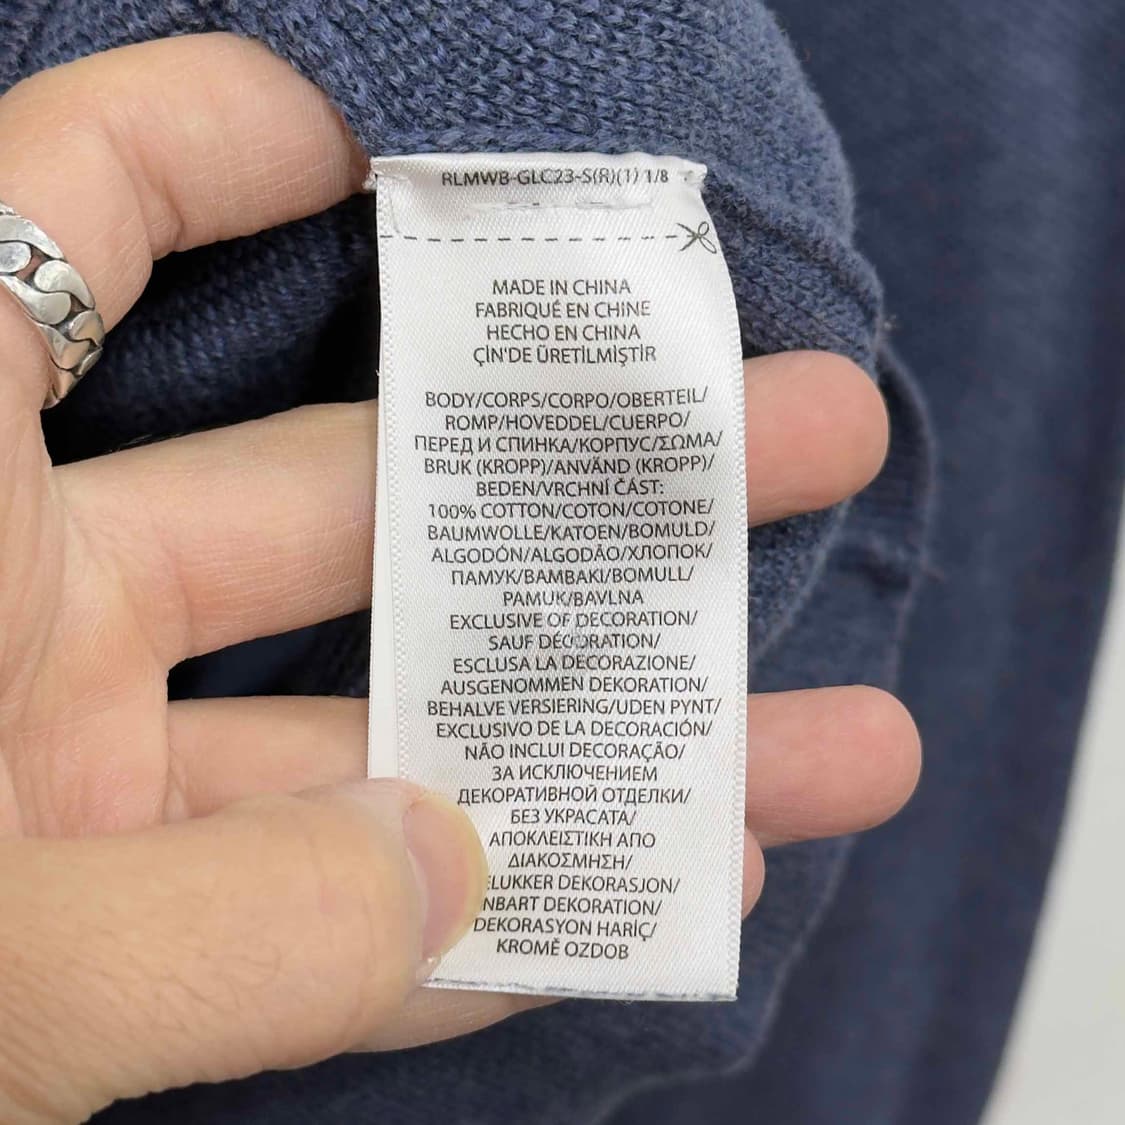 RLMWB-GLC23-S(R)(1) 1/8
MADE IN CHINA
FABRIQUÉ EN CHINE
HECHO EN CHINA
ÇİN'DE ÜRETİLMİŞTİR
BODY/CORPS/CORPO/OBERTEIL/
ROMP/HOVEDDEL/CUERPO/
ПЕРЕД И СПИНКА/КОРПУС/ΣΩΜΑ/
BRUK (KROPP)/ANVÄND (KROPP)/
BEDEN/VRCHNÍ ČÁST:
100% COTTON/COTON/COTONE/
BAUMWOLLE/KATOEN/BOMULD/
ALGODÓN/ALGODÃO/ХЛОПОК/
ПАМУК/ΒΑΜΒΑΚΙ/BOMULL/
PAMUK/BAVLNA
EXCLUSIVE OF DECORATION/
SAUF DÉCORATION/
ESCLUSA LA DECORAZIONE/
AUSGENOMMEN DEKORATION/
BEHALVE VERSIERING/UDEN PYNT/
EXCLUSIVO DE LA DECORACIÓN/
NÃO INCLUI DECORAÇÃO/
ЗА ИСКЛЮЧЕНИЕМ
ДЕКОРАТИВНОЙ ОТДЕЛКИ/
БЕЗ УКРАСАТА/
ΑΠΟΚΛΕΙΣΤΙΚΗ ΑΠΟ
ΔΙΑΚΟΣΜΗΣΗ/
ELUKKER DEKORASJON/
NBART DEKORATION/
DEKORASYON HARİÇ/
KROMĚ OZDOB